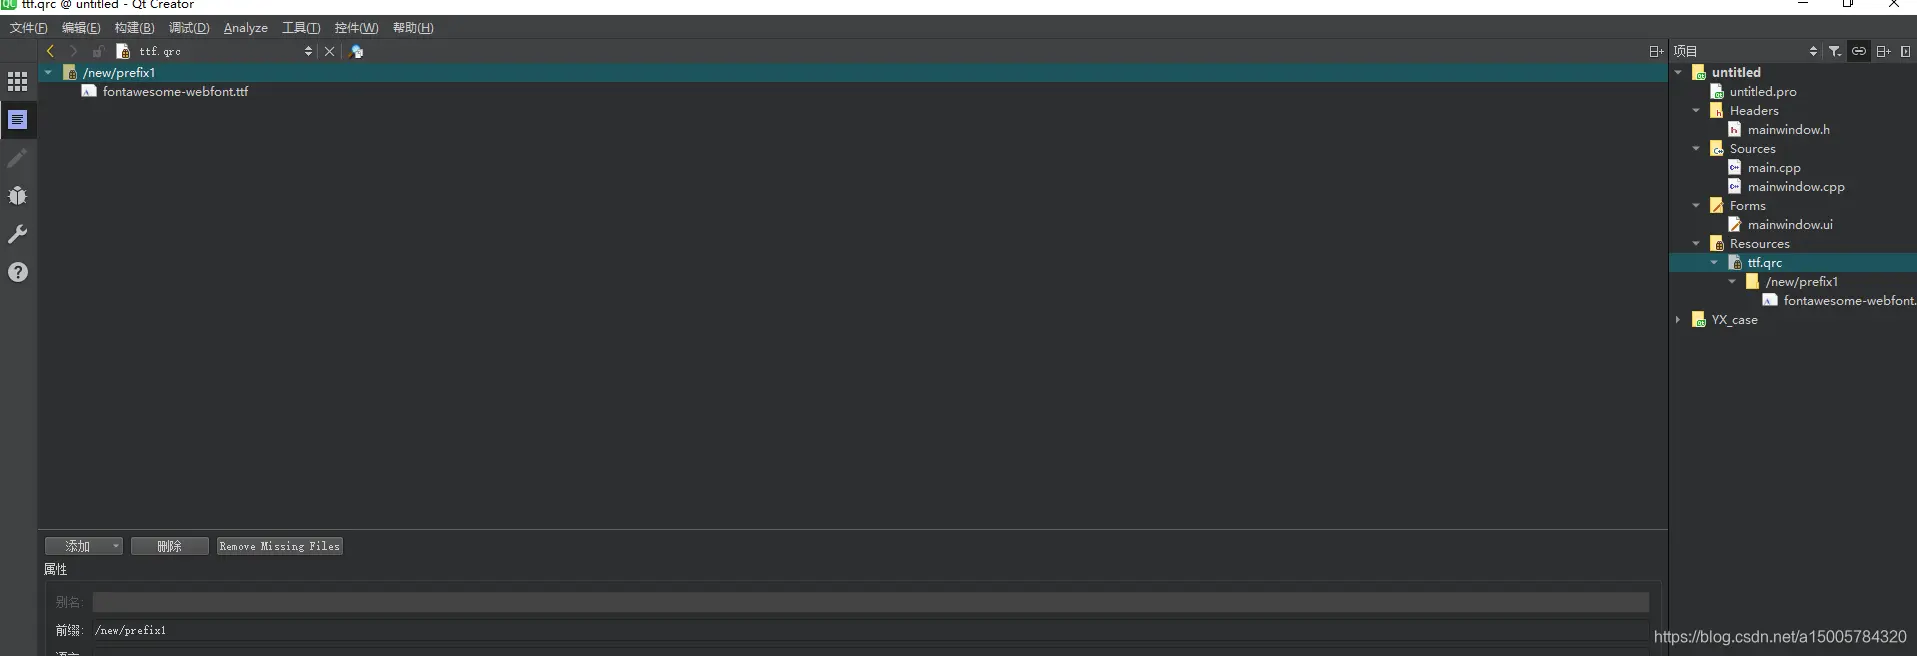 ttf.qrc @ untitled - Qt Creator
文件(F) 编辑(E) 构建(B) 调试(D) Analyze 工具(T) 控件(W) 帮助(H)
ttf.qrc
/new/prefix1
fontawesome-webfont.ttf
添加 删除 Remove Missing Files
属性
别名:
前缀: /new/prefix1
项目
untitled
untitled.pro
Headers
mainwindow.h
Sources
main.cpp
mainwindow.cpp
Forms
mainwindow.ui
Resources
ttf.qrc
/new/prefix1
fontawesome-webfont.
YX_case
https://blog.csdn.net/a15005784320